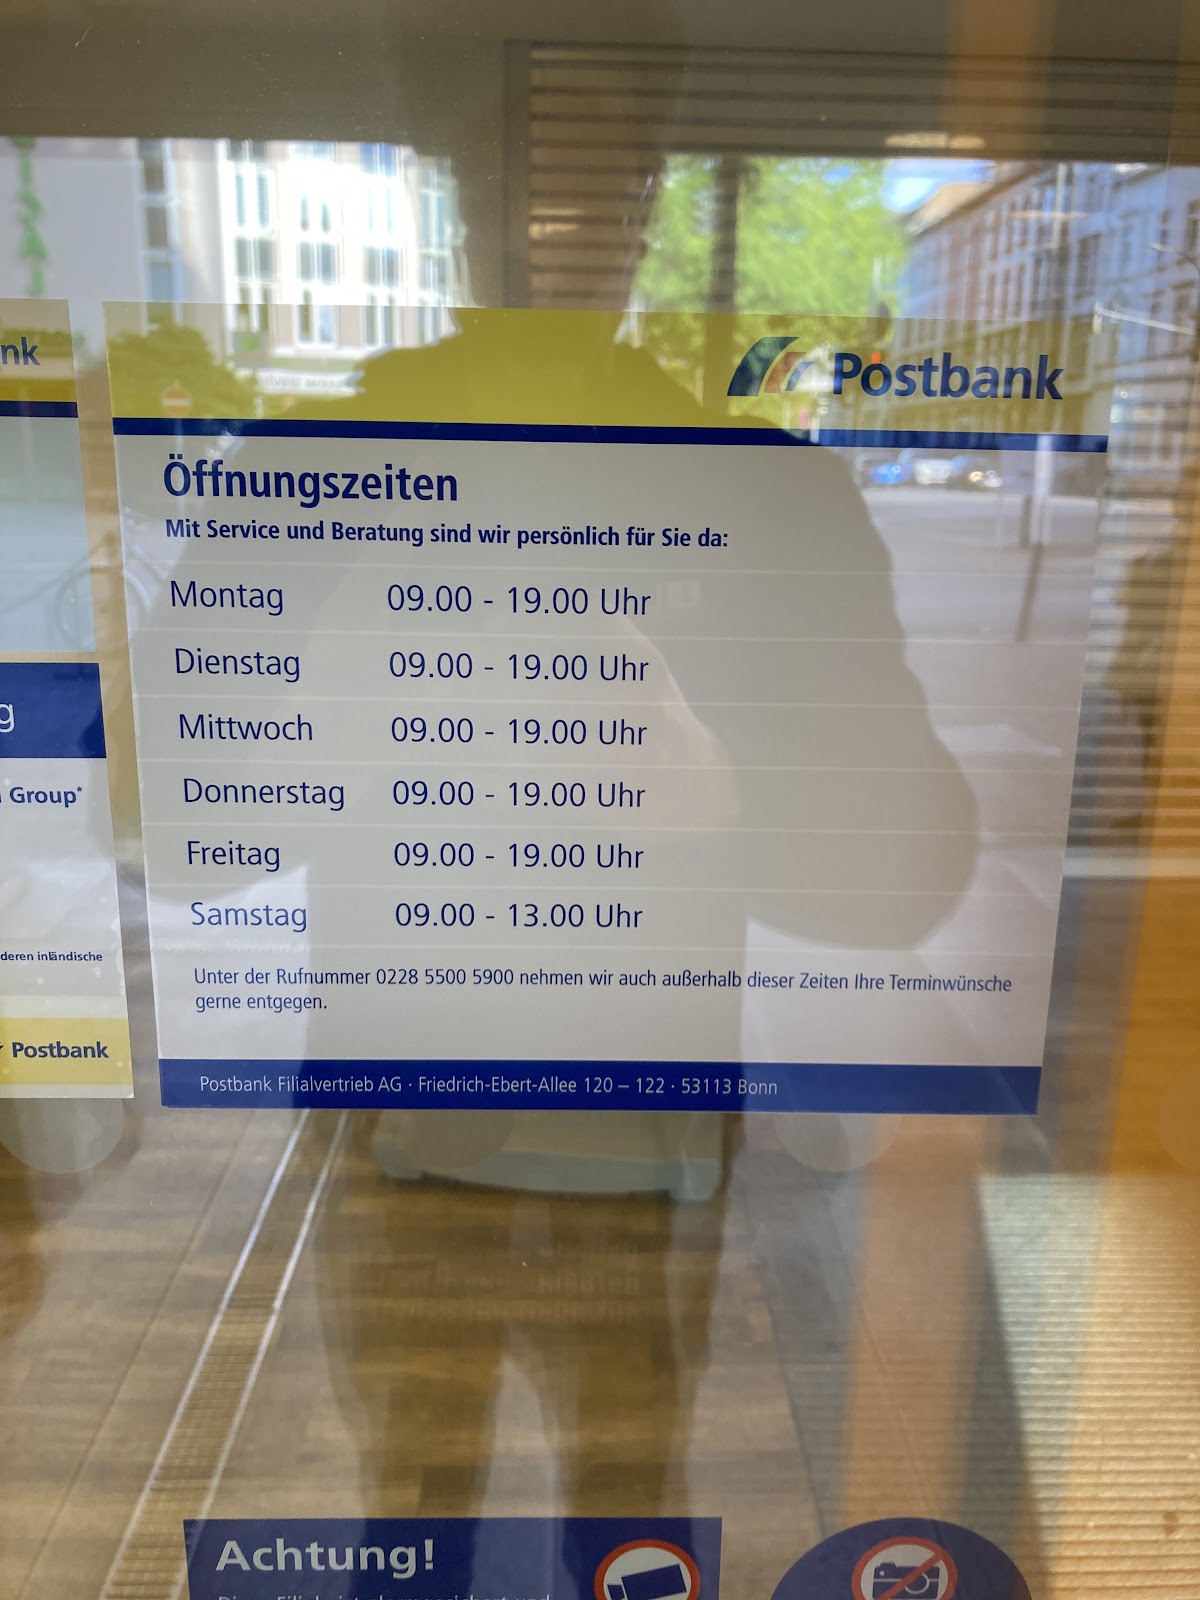 nk
Postbank
Öffnungszeiten
Mit Service und Beratung sind wir persönlich für Sie da:
Montag 09.00 - 19.00 Uhr
Dienstag 09.00 - 19.00 Uhr
Mittwoch 09.00 - 19.00 Uhr
Donnerstag 09.00 - 19.00 Uhr
Freitag 09.00 - 19.00 Uhr
Samstag 09.00 - 13.00 Uhr
Unter der Rufnummer 0228 5500 5900 nehmen wir auch außerhalb dieser Zeiten Ihre Terminwünsche
gerne entgegen.
Postbank Filialvertrieb AG · Friedrich-Ebert-Allee 120 – 122 · 53113 Bonn
g
Group*
deren inländische
Postbank
Achtung!